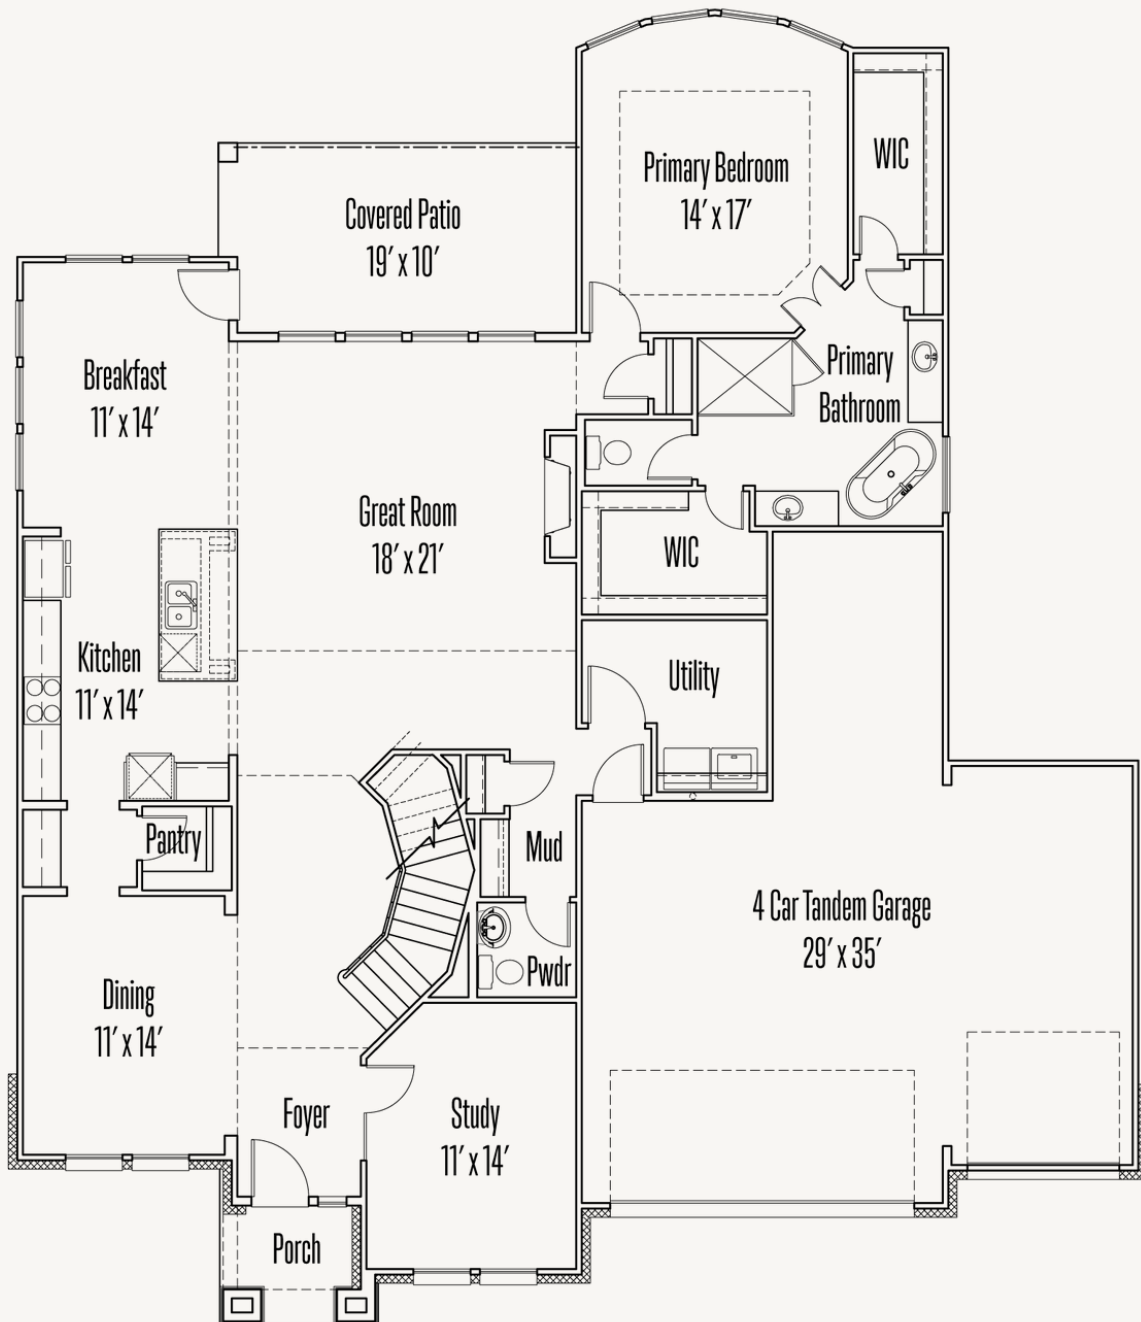 Primary Bedroom
14' x 17'
WIC
Covered Patio
19' x 10'
Breakfast
11' x 14'
Primary
Bathroom
Great Room
18' x 21'
WIC
Kitchen
11' x 14'
Utility
Pantry
Mud
4 Car Tandem Garage
29' x 35'
Pwdr
Dining
11' x 14'
Foyer
Study
11' x 14'
Porch